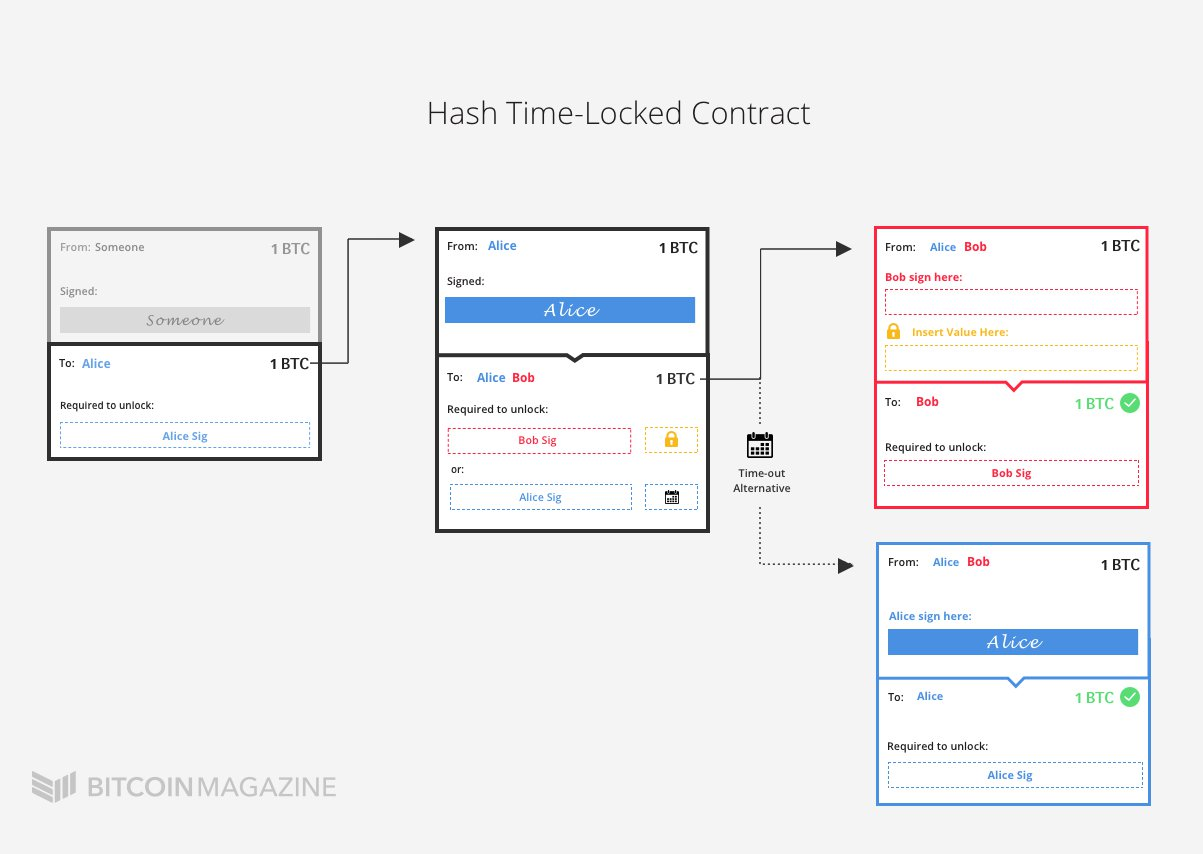 Hash Time-Locked Contract
From: Someone 1 BTC
Signed:
Someone
To: Alice 1 BTC
Required to unlock:
Alice Sig
From: Alice 1 BTC
Signed:
Alice
To: Alice Bob 1 BTC
Required to unlock:
Bob Sig
or:
Alice Sig
Time-out
Alternative
From: Alice Bob 1 BTC
Bob sign here:
Insert Value Here:
To: Bob 1 BTC
Required to unlock:
Bob Sig
From: Alice Bob 1 BTC
Alice sign here:
Alice
To: Alice 1 BTC
Required to unlock:
Alice Sig
BITCOINMAGAZINE